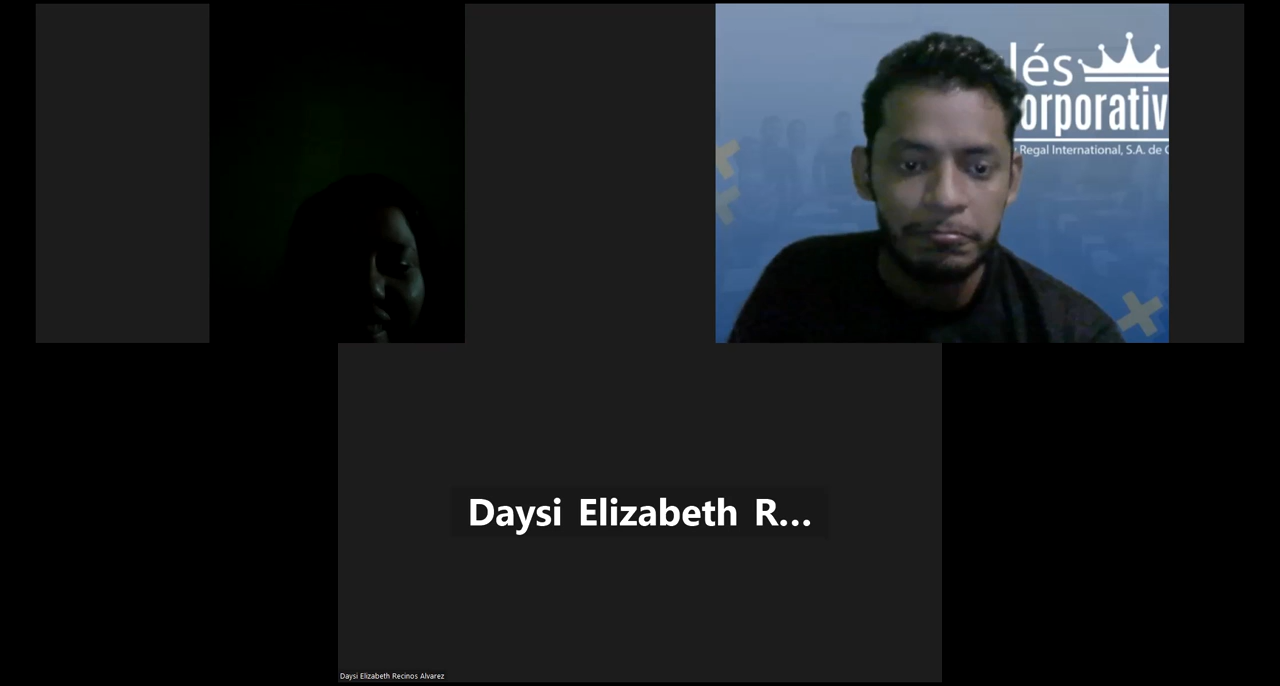 lés
orporativ
Regal International, S.A. de
Daysi Elizabeth R...
Daysi Elizabeth Recinos Alvarez